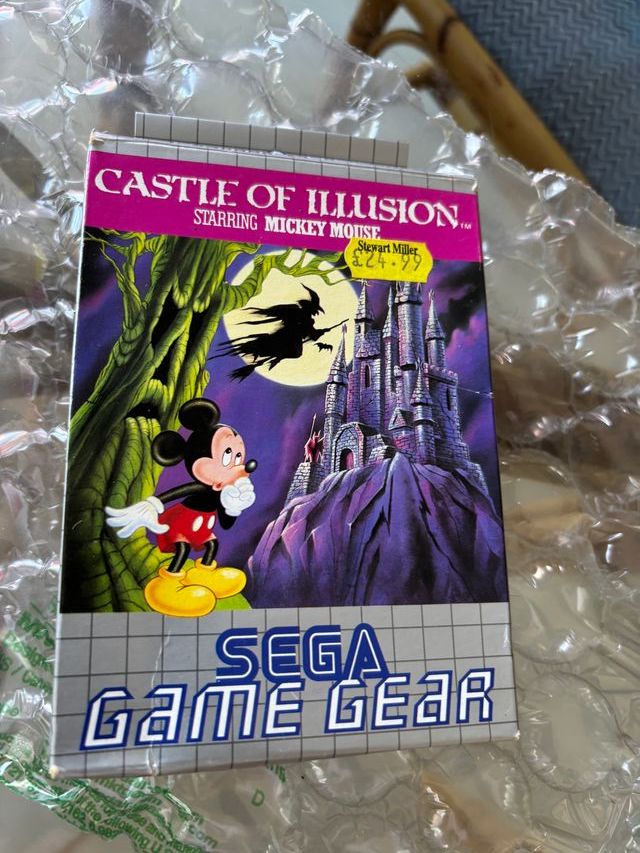 CASTLE OF ILLUSION™
STARRING MICKEY MOUSE
Stewart Miller
£24.99
SEGA
GAME GEAR
D